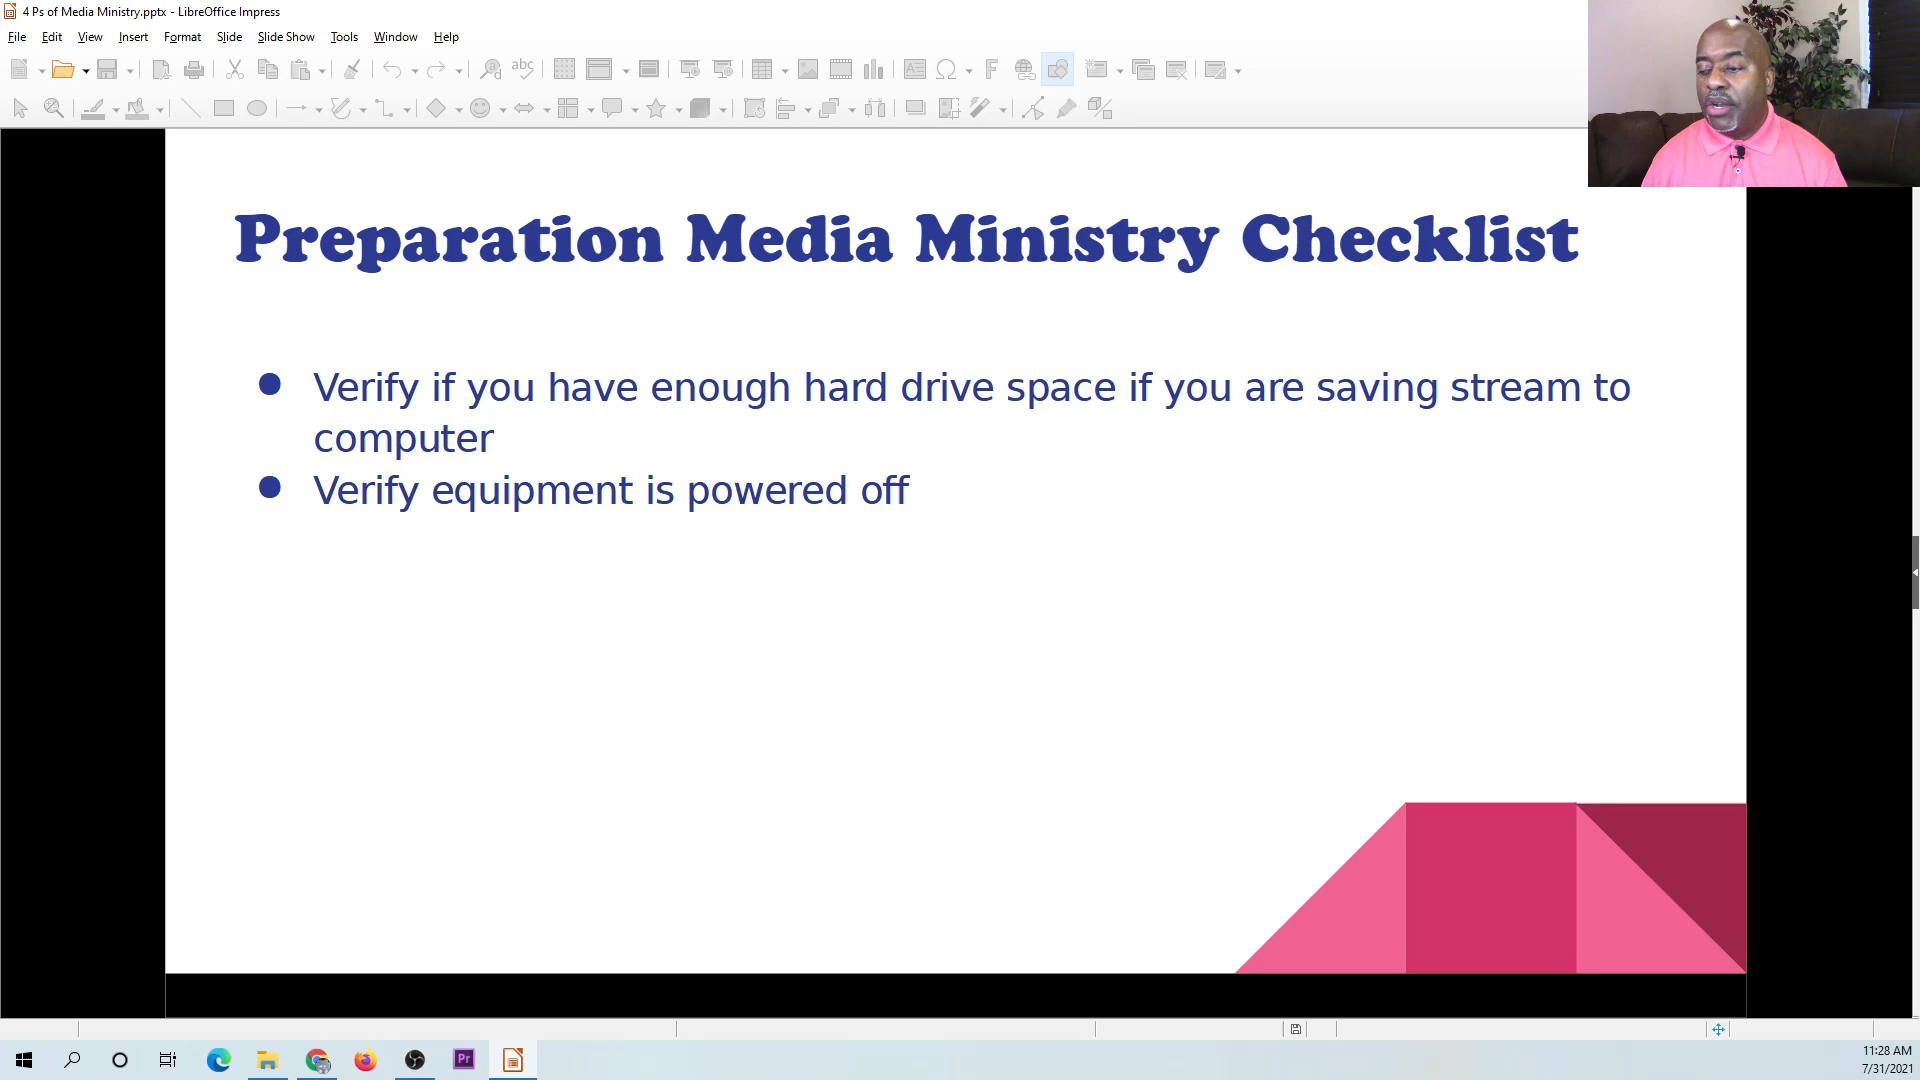 4 Ps of Media Ministry.pptx - LibreOffice Impress
File Edit View Insert Format Slide Slide Show Tools Window Help
abc
Preparation Media Ministry Checklist
● Verify if you have enough hard drive space if you are saving stream to
computer
● Verify equipment is powered off
Pr
11:28 AM
7/31/2021